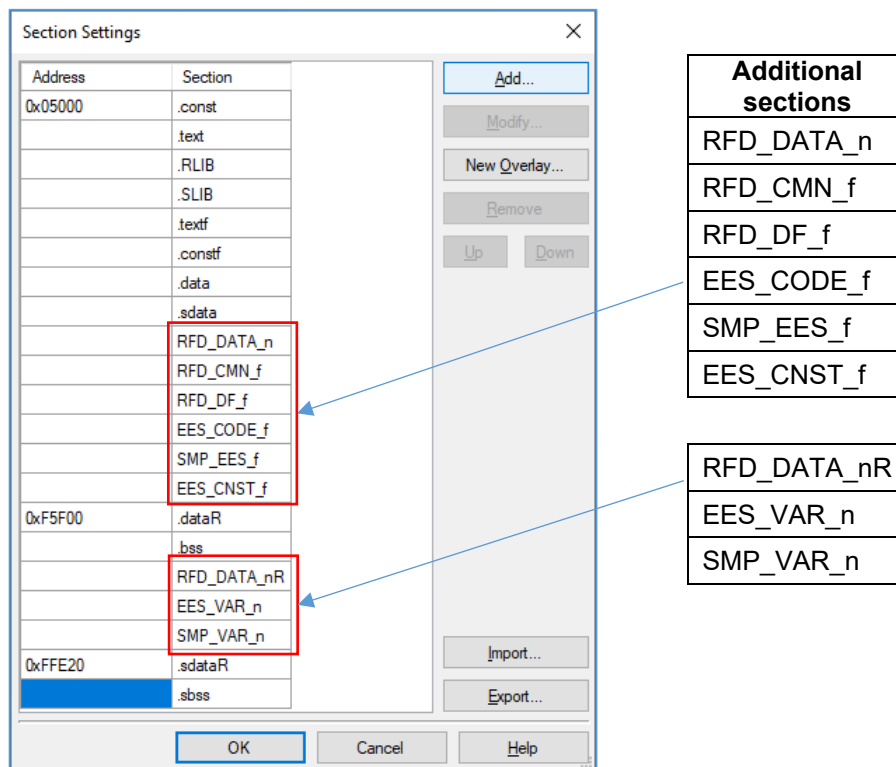 Section Settings
Address Section
0x05000 .const
.text
.RLIB
.SLIB
.textf
.constf
.data
.sdata
RFD_DATA_n
RFD_CMN_f
RFD_DF_f
EES_CODE_f
SMP_EES_f
EES_CNST_f
0xF5F00 .dataR
.bss
RFD_DATA_nR
EES_VAR_n
SMP_VAR_n
0xFFE20 .sdataR
.sbss
Add...
Modify...
New Overlay...
Remove
Up Down
Import...
Export...
OK Cancel Help
Additional
sections
RFD_DATA_n
RFD_CMN_f
RFD_DF_f
EES_CODE_f
SMP_EES_f
EES_CNST_f
RFD_DATA_nR
EES_VAR_n
SMP_VAR_n